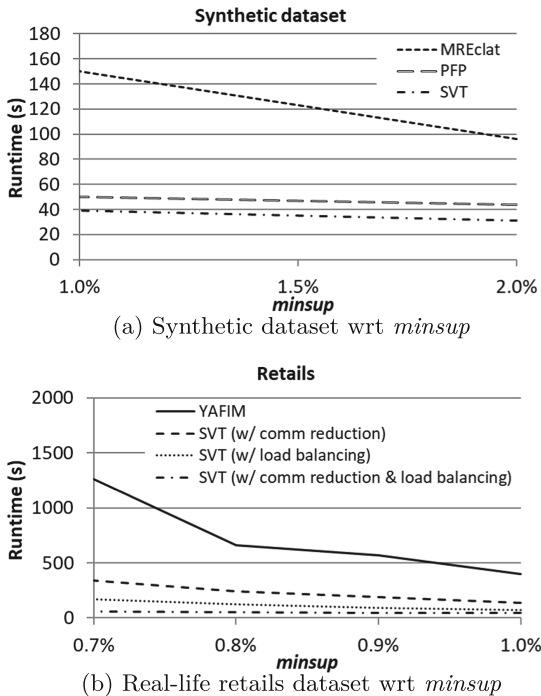 Synthetic dataset
180
160
140
120
100
80
60
40
20
0
Runtime (s)
MREclat
PFP
SVT
1.0%
1.5%
2.0%
minsup
(a) Synthetic dataset wrt minsup
Retails
2000
1500
1000
500
0
Runtime (s)
YAFIM
SVT (w/ comm reduction)
SVT (w/ load balancing)
SVT (w/ comm reduction & load balancing)
0.7%
0.8%
0.9%
1.0%
minsup
(b) Real-life retails dataset wrt minsup